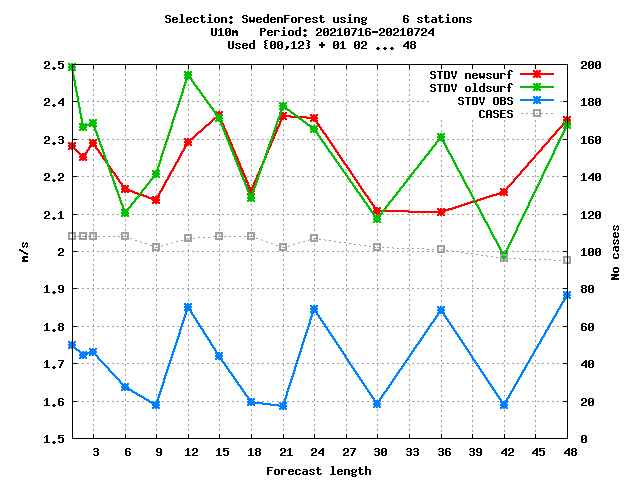 Selection: SwedenForest using     6 stations
U10m   Period: 20210716-20210724
Used {00,12} + 01 02 ... 48
STDV newsurf
STDV oldsurf
STDV OBS
CASES
2.5
2.4
2.3
2.2
2.1
2
1.9
1.8
1.7
1.6
1.5
m/s
200
180
160
140
120
100
80
60
40
20
0
No cases
3 6 9 12 15 18 21 24 27 30 33 36 39 42 45 48
Forecast length